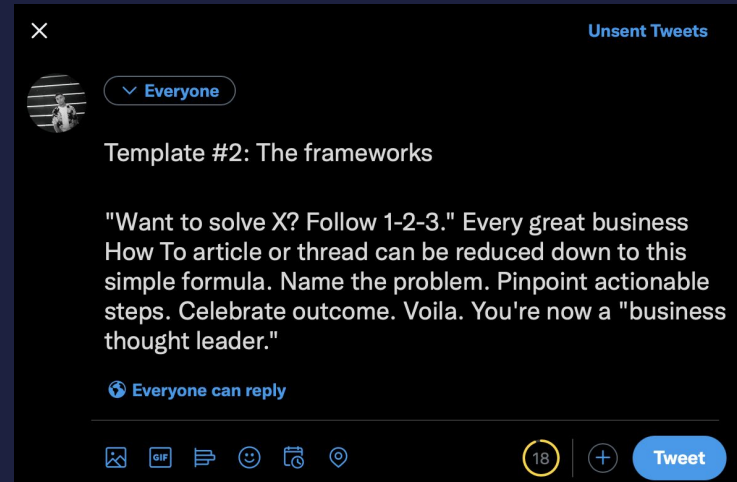 Unsent Tweets
Everyone
Template #2: The frameworks
"Want to solve X? Follow 1-2-3." Every great business
How To article or thread can be reduced down to this
simple formula. Name the problem. Pinpoint actionable
steps. Celebrate outcome. Voila. You're now a "business
thought leader."
Everyone can reply
GIF
18
Tweet